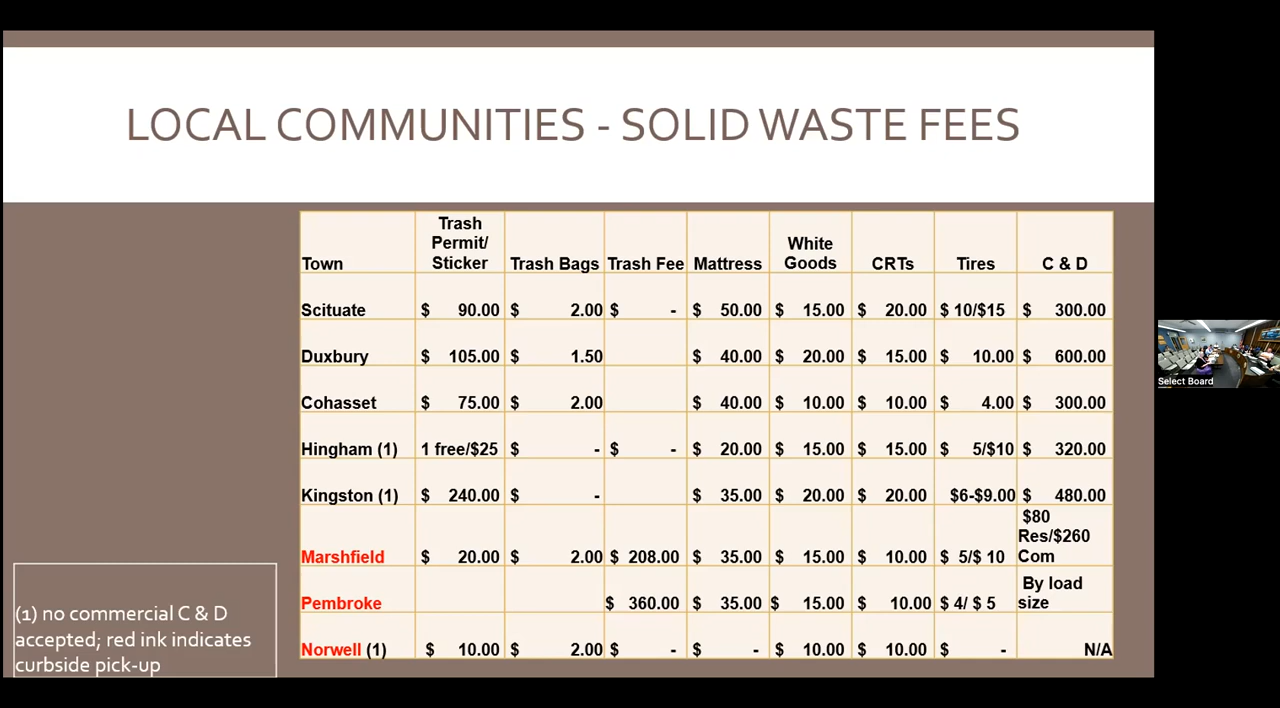 LOCAL COMMUNITIES - SOLID WASTE FEES
Town Trash Permit/ Sticker Trash Bags Trash Fee Mattress White Goods CRTs Tires C & D
Scituate $ 90.00 $ 2.00 $ - $ 50.00 $ 15.00 $ 20.00 $ 10/$15 $ 300.00
Duxbury $ 105.00 $ 1.50 $ 40.00 $ 20.00 $ 15.00 $ 10.00 $ 600.00
Cohasset $ 75.00 $ 2.00 $ 40.00 $ 10.00 $ 10.00 $ 4.00 $ 300.00
Hingham (1) 1 free/$25 $ - $ - $ 20.00 $ 15.00 $ 15.00 $ 5/$10 $ 320.00
Kingston (1) $ 240.00 $ - $ 35.00 $ 20.00 $ 20.00 $6-$9.00 $ 480.00
Marshfield $ 20.00 $ 2.00 $ 208.00 $ 35.00 $ 15.00 $ 10.00 $ 5/$ 10 $80 Res/$260 Com
Pembroke $ 360.00 $ 35.00 $ 15.00 $ 10.00 $ 4/ $ 5 By load size
Norwell (1) $ 10.00 $ 2.00 $ - $ - $ 10.00 $ 10.00 $ - N/A
(1) no commercial C & D
accepted; red ink indicates
curbside pick-up
Select Board